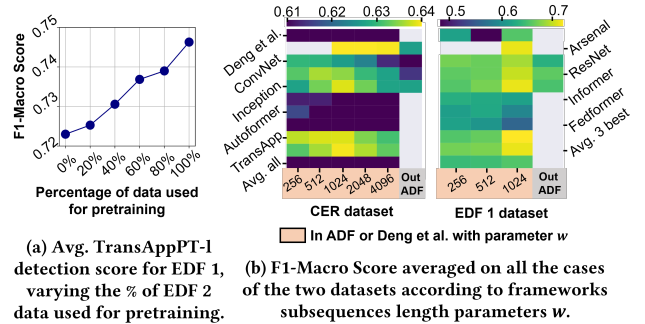 0.75
0.74
0.73
0.72
F1-Macro Score
0% 20% 40% 60% 80% 100%
Percentage of data used
for pretraining
(a) Avg. TransAppPT-l
detection score for EDF 1,
varying the % of EDF 2
data used for pretraining.
0.61 0.62 0.63 0.64
0.5 0.6 0.7
Deng et al.
ConvNet
Inception
Autoformer
TransApp
Avg. all
Arsenal
ResNet
Informer
Fedformer
Avg. 3 best
256 512 1024 2048 4096 Out
ADF
256 512 1024 Out
ADF
CER dataset
EDF 1 dataset
In ADF or Deng et al. with parameter w
(b) F1-Macro Score averaged on all the cases
of the two datasets according to frameworks
subsequences length parameters w.